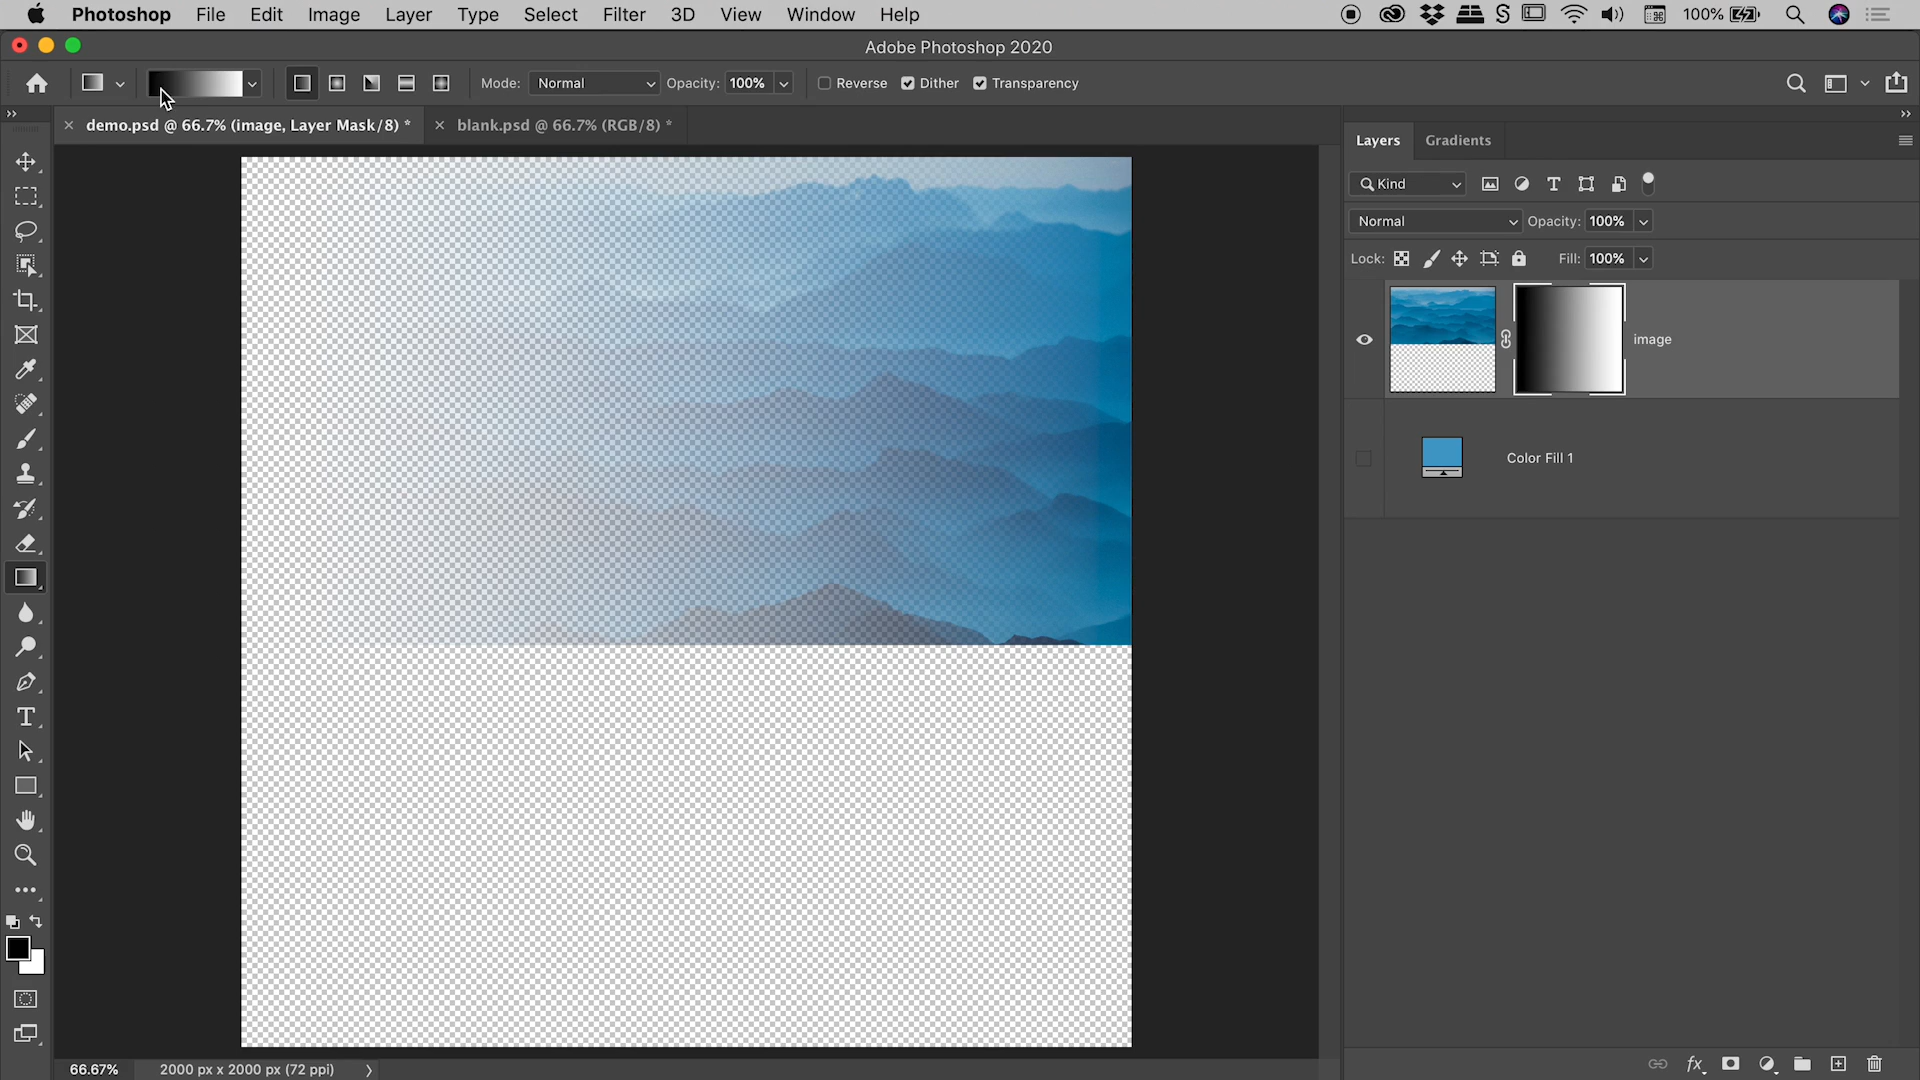 Photoshop File Edit Image Layer Type Select Filter 3D View Window Help 100%
Adobe Photoshop 2020
Mode: Normal Opacity: 100% Reverse Dither Transparency
demo.psd @ 66.7% (image, Layer Mask/8) * blank.psd @ 66.7% (RGB/8) *
Layers Gradients
Kind
Normal Opacity: 100%
Lock: Fill: 100%
image
Color Fill 1
66.67% 2000 px x 2000 px (72 ppi)